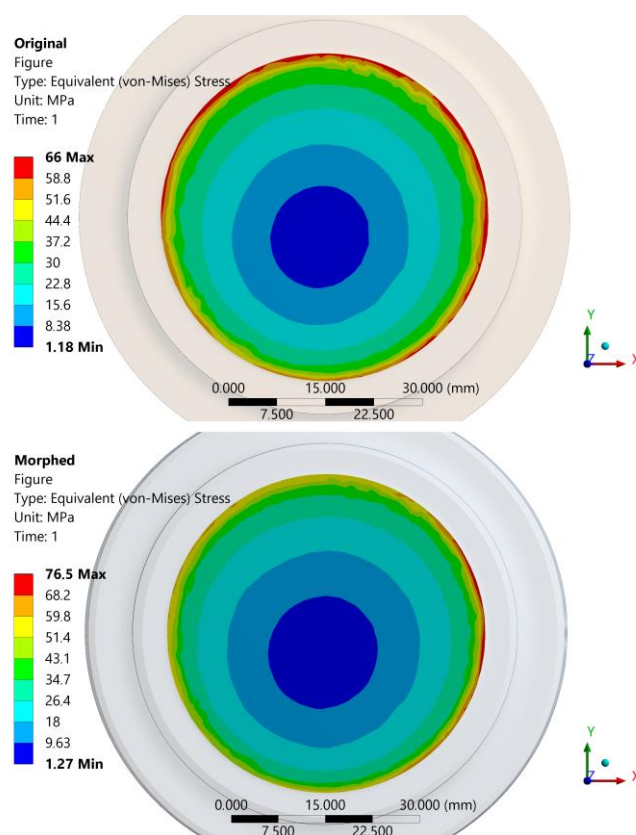 Original
Figure
Type: Equivalent (von-Mises) Stress
Unit: MPa
Time: 1
66 Max
58.8
51.6
44.4
37.2
30
22.8
15.6
8.38
1.18 Min
0.000 15.000 30.000 (mm)
7.500 22.500
Y
Z X
Morphed
Figure
Type: Equivalent (von-Mises) Stress
Unit: MPa
Time: 1
76.5 Max
68.2
59.8
51.4
43.1
34.7
26.4
18
9.63
1.27 Min
0.000 15.000 30.000 (mm)
7.500 22.500
Y
Z X